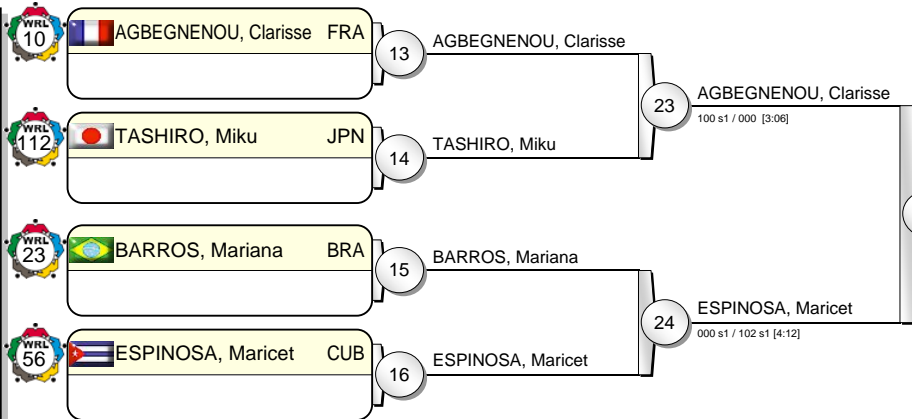 WRL
10
AGBEGNENOU, Clarisse FRA
13
AGBEGNENOU, Clarisse
23
AGBEGNENOU, Clarisse
100 s1 / 000 [3:06]
WRL
112
TASHIRO, Miku JPN
14
TASHIRO, Miku
WRL
23
BARROS, Mariana BRA
15
BARROS, Mariana
24
ESPINOSA, Maricet
000 s1 / 102 s1 [4:12]
WRL
56
ESPINOSA, Maricet CUB
16
ESPINOSA, Maricet